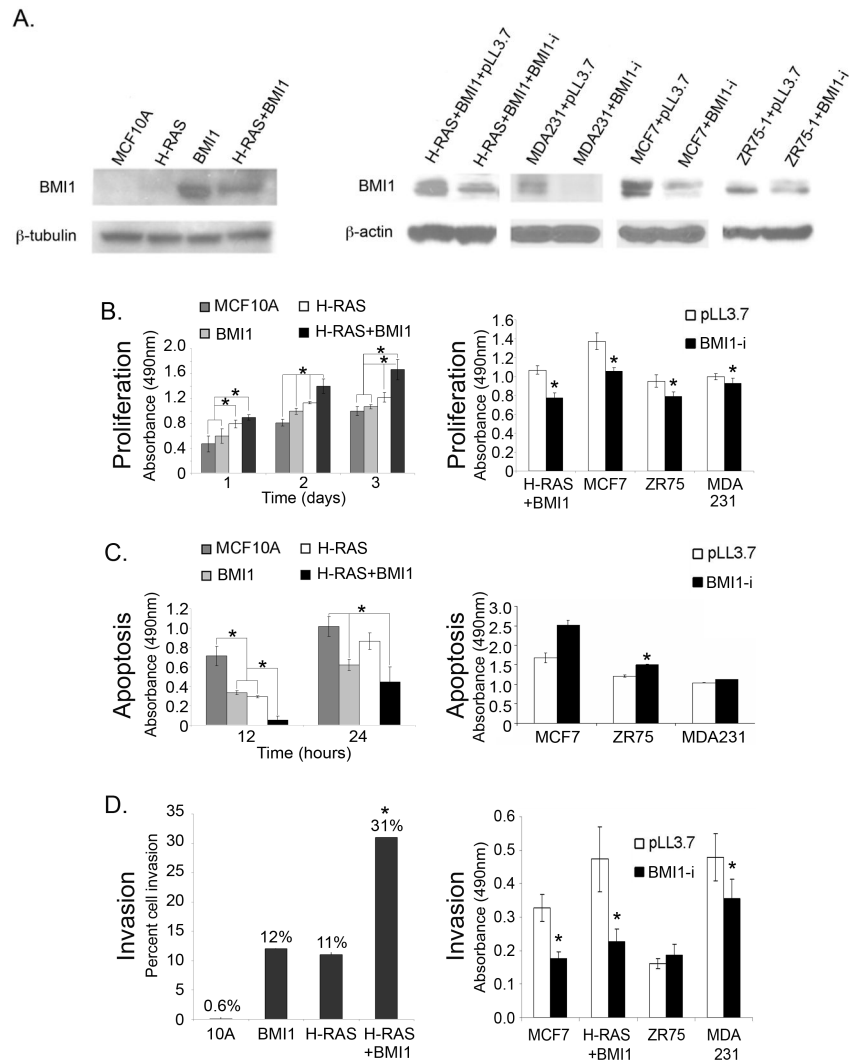 A.
MCF10A
H-RAS
BMI1
H-RAS+BMI1
BMI1
β-tubulin
H-RAS+BMI1+pLL3.7
H-RAS+BMI1+BMI1-i
MDA231+pLL3.7
MDA231+BMI1-i
MCF7+pLL3.7
MCF7+BMI1-i
ZR75-1+pLL3.7
ZR75-1+BMI1-i
BMI1
β-actin
B.
MCF10A
H-RAS
BMI1
H-RAS+BMI1
Proliferation
Absorbance (490nm)
2.0
1.6
1.2
0.8
0.4
0
* * * * *
1 2 3
Time (days)
pLL3.7
BMI1-i
Proliferation
Absorbance (490nm)
1.6
1.4
1.2
1.0
0.8
0.6
0.4
0.2
0
* * * *
H-RAS +BMI1
MCF7
ZR75
MDA 231
C.
MCF10A
H-RAS
BMI1
H-RAS+BMI1
Apoptosis
Absorbance (490nm)
1.2
1.0
0.8
0.6
0.4
0.2
0
* * *
12 24
Time (hours)
pLL3.7
BMI1-i
Apoptosis
Absorbance (490nm)
3.0
2.5
2.0
1.5
1.0
0.5
0
*
MCF7 ZR75 MDA231
D.
Invasion
Percent cell invasion
35
30
25
20
15
10
5
0
0.6%
12%
11%
*
31%
10A BMI1 H-RAS H-RAS
+BMI1
Invasion
Absorbance (490nm)
0.6
0.5
0.4
0.3
0.2
0.1
0.0
pLL3.7
BMI1-i
* * *
MCF7 H-RAS ZR75 MDA
+BMI1 231